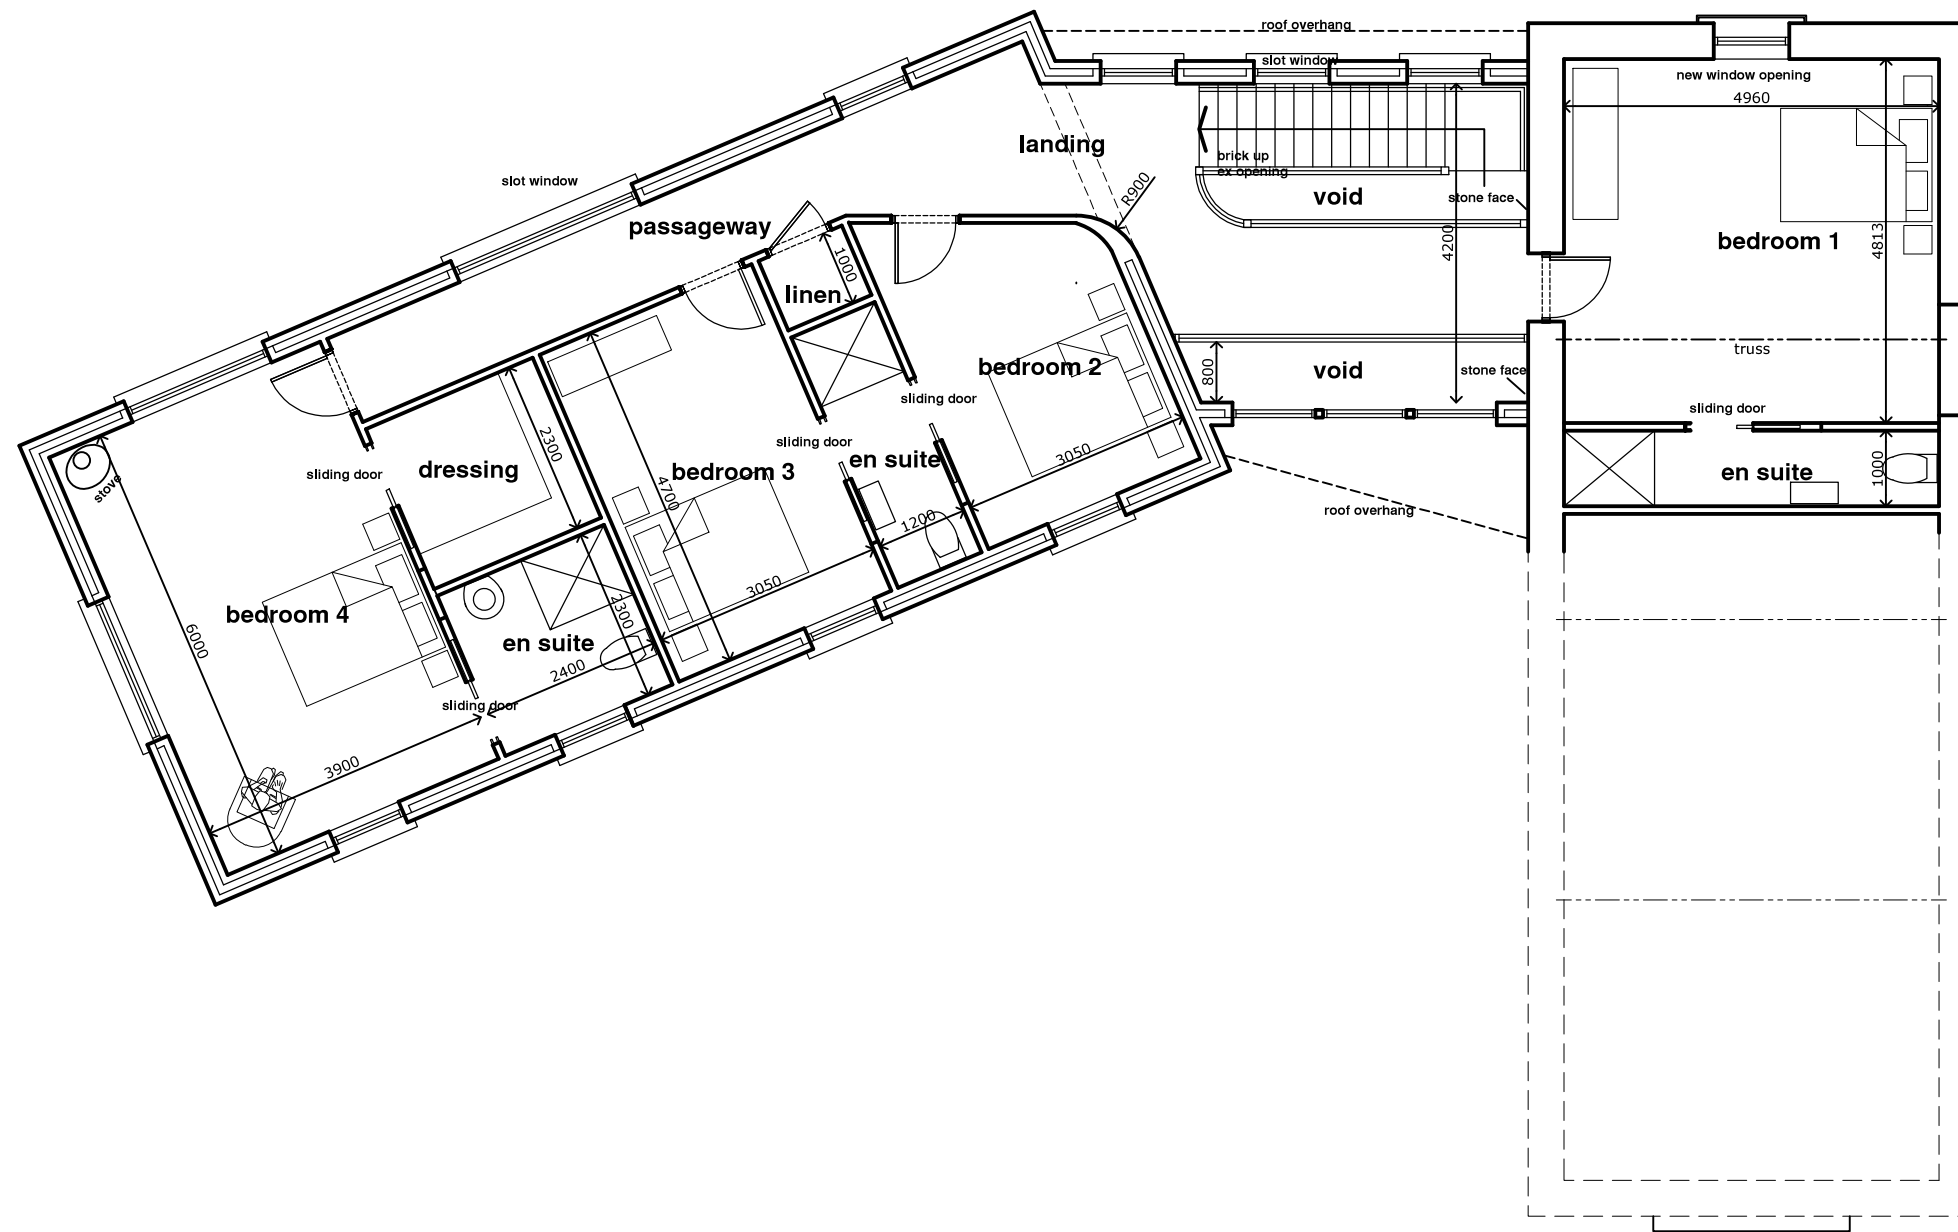 roof overhang
slot window
new window opening
4960
landing
brick up
ex opening
slot window
R900
void
stone face
passageway
4200
bedroom 1
4813
1000
linen
truss
800
void
stone face
bedroom 2
sliding door
sliding door
sliding door
2300
3050
en suite
1000
en suite
dressing
sliding door
bedroom 3
4700
stove
roof overhang
1200
3050
2300
bedroom 4
6000
en suite
2400
sliding door
3900